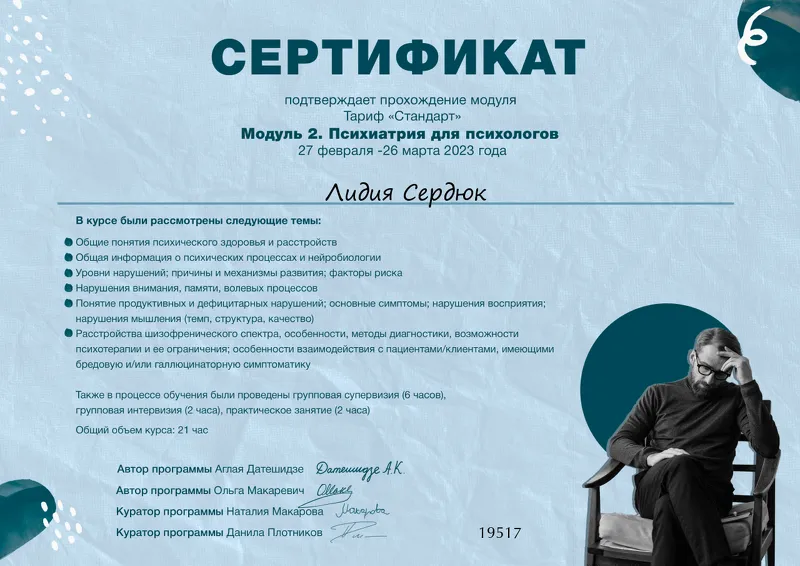 СЕРТИФИКАТ
подтверждает прохождение модуля
Тариф «Стандарт»
Модуль 2. Психиатрия для психологов
27 февраля -26 марта 2023 года
Лидия Сердюк
В курсе были рассмотрены следующие темы:
Общие понятия психического здоровья и расстройств
Общая информация о психических процессах и нейробиологии
Уровни нарушений; причины и механизмы развития; факторы риска
Нарушения внимания, памяти, волевых процессов
Понятие продуктивных и дефицитарных нарушений; основные симптомы; нарушения восприятия;
нарушения мышления (темп, структура, качество)
Расстройства шизофренического спектра, особенности, методы диагностики, возможности
психотерапии и ее ограничения; особенности взаимодействия с пациентами/клиентами, имеющими
бредовую и/или галлюцинаторную симптоматику
Также в процессе обучения были проведены групповая супервизия (6 часов),
групповая интервизия (2 часа), практическое занятие (2 часа)
Общий объем курса: 21 час
Автор программы Аглая Датешидзе Датешидзе А.К.
Автор программы Ольга Макаревич
Куратор программы Наталия Макарова Макарова
Куратор программы Данила Плотников
19517